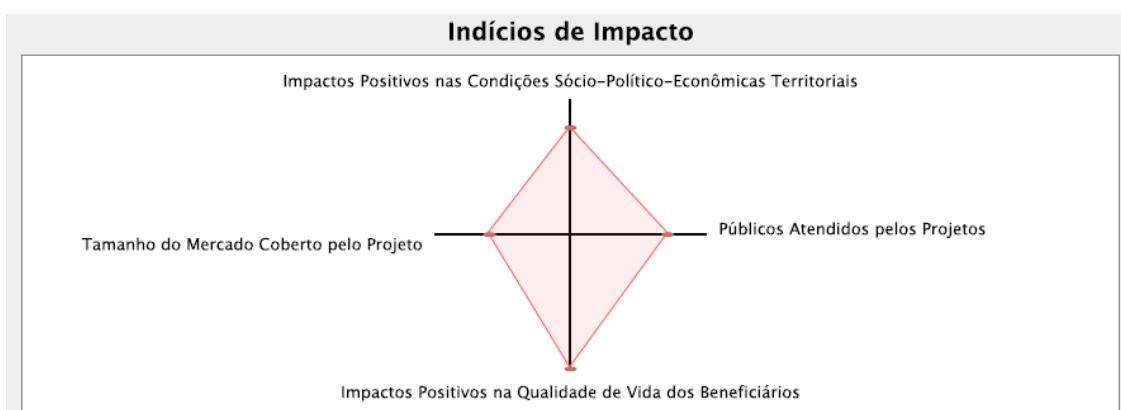 Indícios de Impacto
Impactos Positivos nas Condições Sócio-Político-Econômicas Territoriais
Públicos Atendidos pelos Projetos
Tamanho do Mercado Coberto pelo Projeto
Impactos Positivos na Qualidade de Vida dos Beneficiários